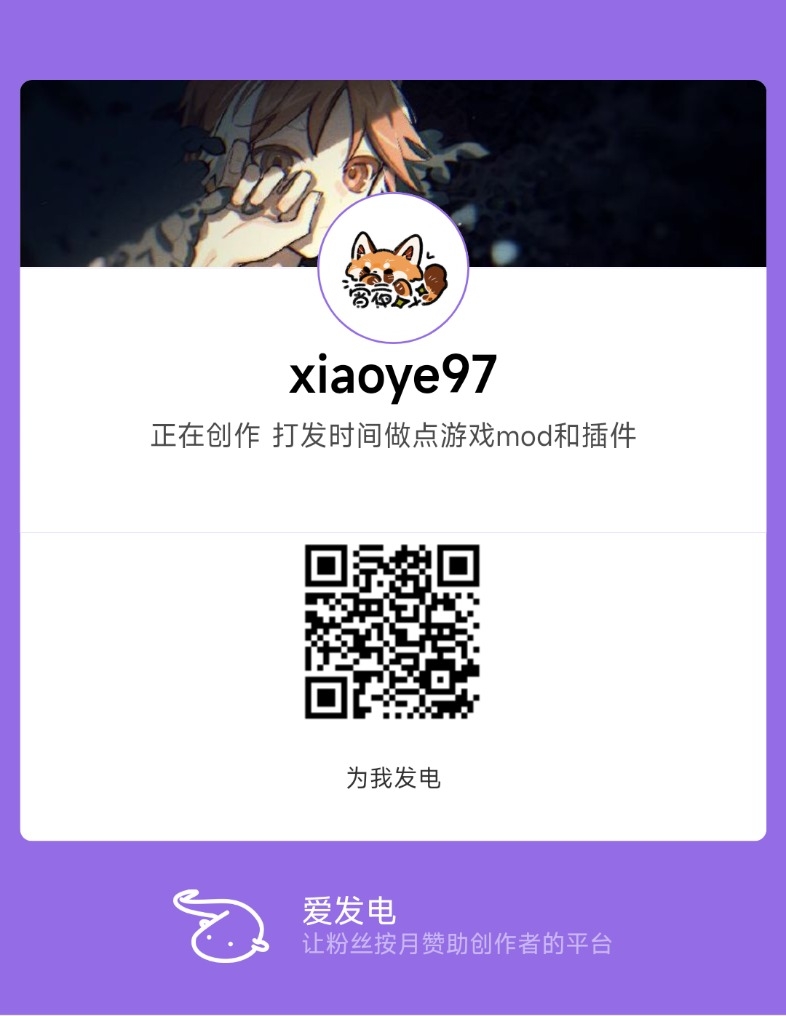 宵夜
xiaoye97
正在创作 打发时间做点游戏mod和插件
为我发电
爱发电
让粉丝按月赞助创作者的平台